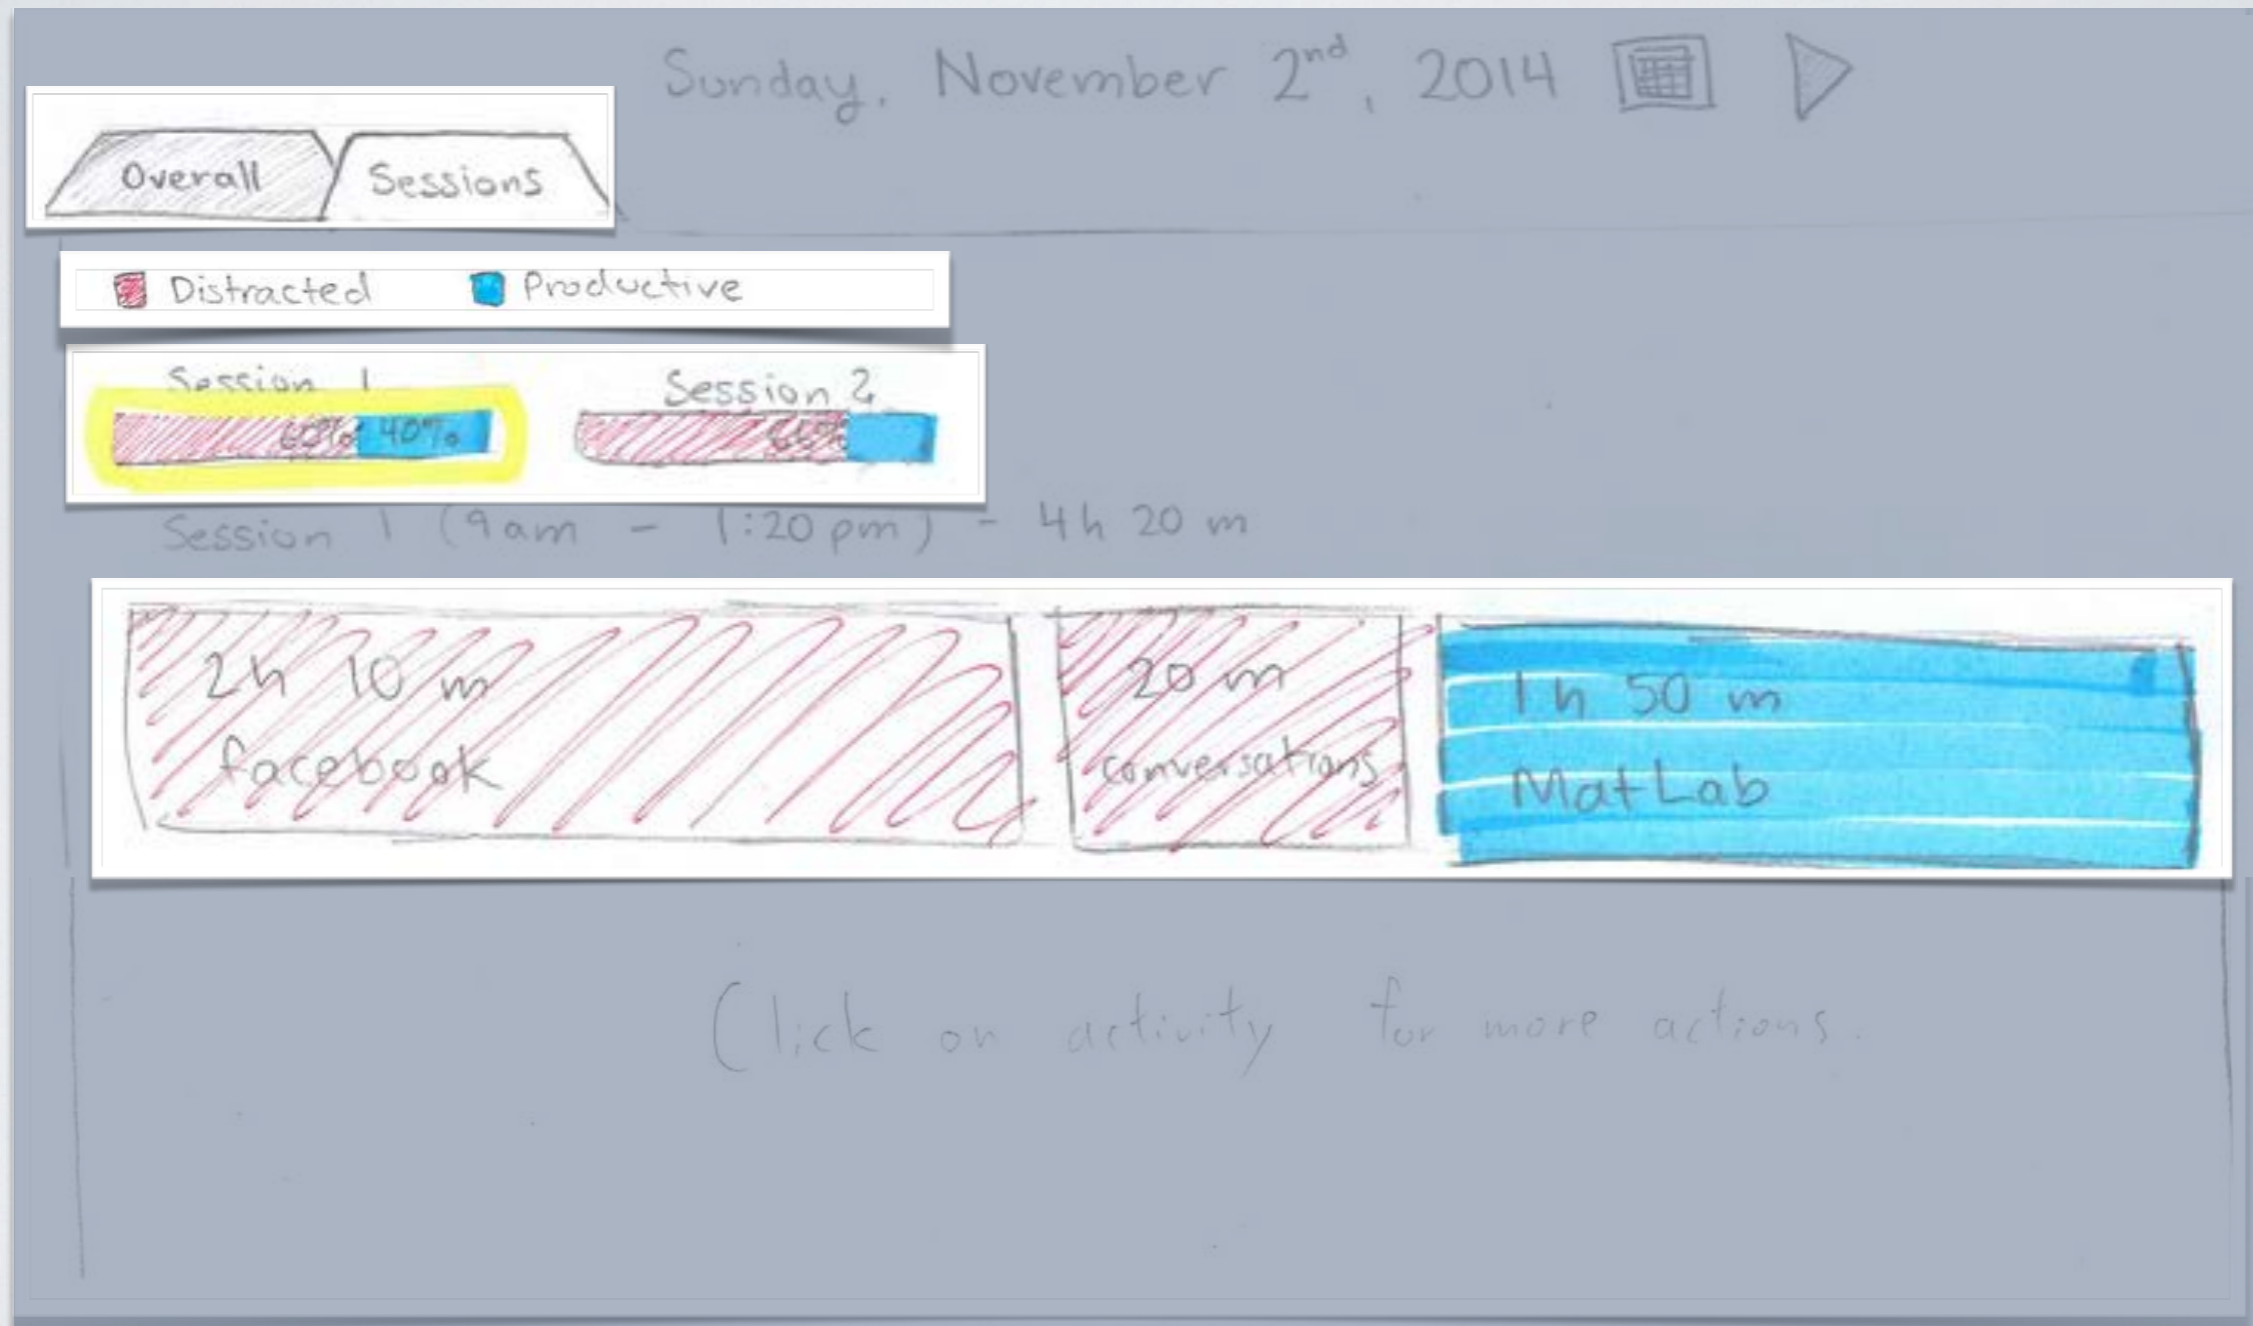 Sunday, November 2nd, 2014
Overall Sessions
Distracted Productive
Session 1 Session 2
60% 40% 66%
Session 1 (9am - 1:20 pm) - 4h 20 m
2h 10 m 20 m 1 h 50 m
facebook conversations MatLab
Click on activity for more actions.